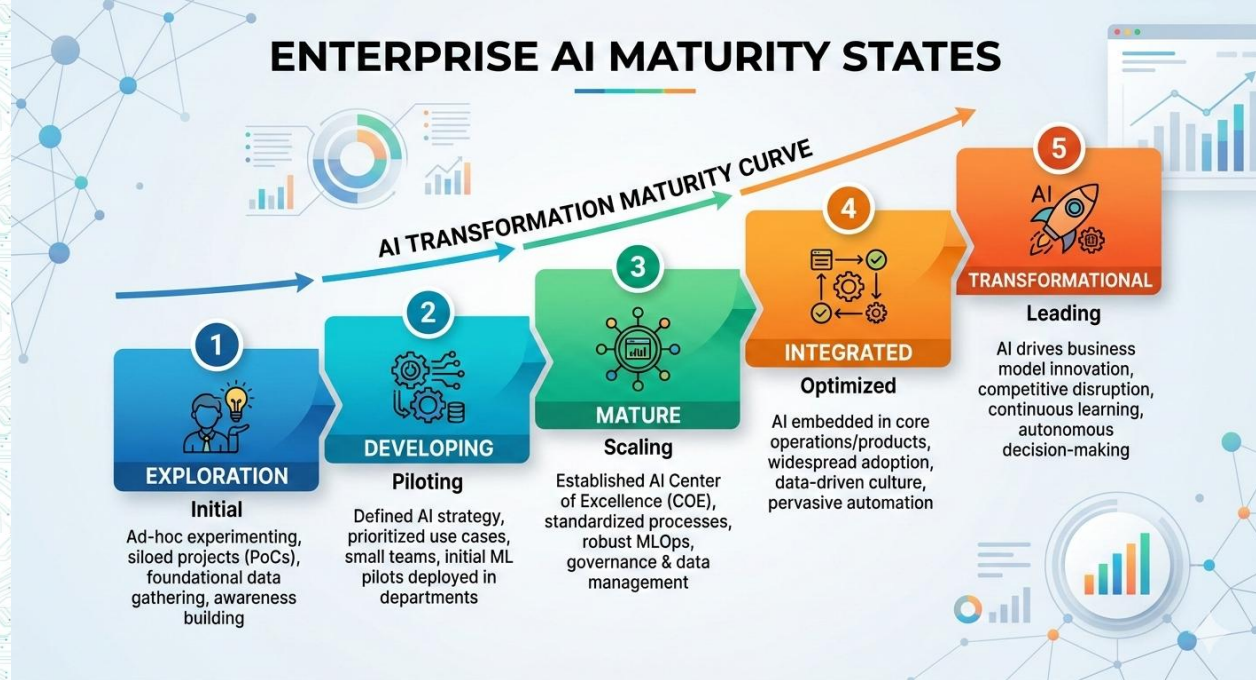 ENTERPRISE AI MATURITY STATES
AI TRANSFORMATION MATURITY CURVE
1
EXPLORATION
Initial
Ad-hoc experimenting,
siloed projects (PoCs),
foundational data
gathering, awareness
building
2
DEVELOPING
Piloting
Defined AI strategy,
prioritized use cases,
small teams, initial ML
pilots deployed in
departments
3
MATURE
Scaling
Established AI Center
of Excellence (COE),
standardized processes,
robust MLOps,
governance & data
management
4
INTEGRATED
Optimized
AI embedded in core
operations/products,
widespread adoption,
data-driven culture,
pervasive automation
5
AI
TRANSFORMATIONAL
Leading
AI drives business
model innovation,
competitive disruption,
continuous learning,
autonomous
decision-making